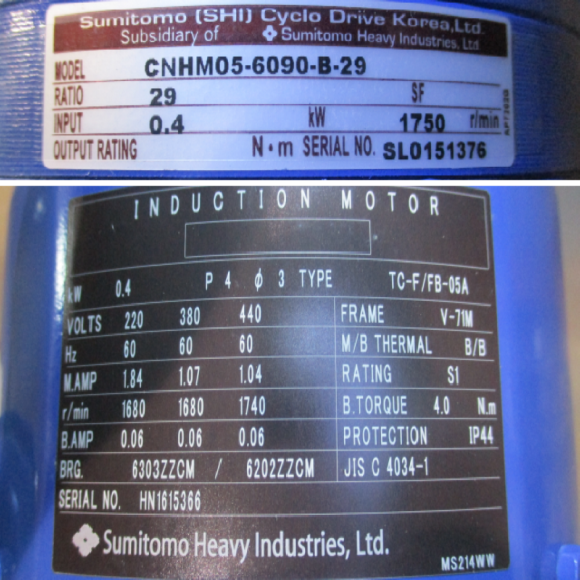 Sumitomo (SHI) Cyclo Drive Korea,Ltd.
Subsidiary of Sumitomo Heavy Industries, Ltd.
MODEL CNHM05-6090-B-29
RATIO 29 SF
INPUT 0.4 kW 1750 r/min
OUTPUT RATING N·m SERIAL NO. SL0151376
INDUCTION MOTOR
kW 0.4 P 4 ϕ 3 TYPE TC-F/FB-05A
VOLTS 220 380 440 FRAME V-71M
Hz 60 60 60 M/B THERMAL B/B
M.AMP 1.84 1.07 1.04 RATING S1
r/min 1680 1680 1740 B.TORQUE 4.0 N.m
B.AMP 0.06 0.06 0.06 PROTECTION IP44
BRG. 6303ZZCM / 6202ZZCM JIS C 4034-1
SERIAL NO. HN1615366
Sumitomo Heavy Industries, Ltd.
MS214WW